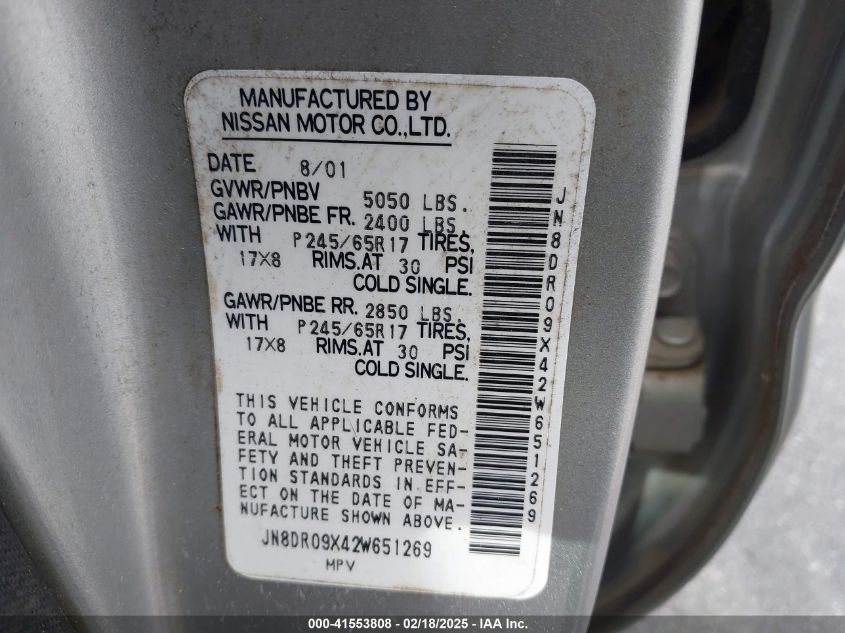 MANUFACTURED BY
NISSAN MOTOR CO.,LTD.
DATE 8/01
GVWR/PNBV 5050 LBS.
GAWR/PNBE FR. 2400 LBS.
WITH P245/65R17 TIRES,
17X8 RIMS.AT 30 PSI
COLD SINGLE.
GAWR/PNBE RR. 2850 LBS.
WITH P245/65R17 TIRES,
17X8 RIMS.AT 30 PSI
COLD SINGLE.
THIS VEHICLE CONFORMS
TO ALL APPLICABLE FED-
ERAL MOTOR VEHICLE SA-
FETY AND THEFT PREVEN-
TION STANDARDS IN EFF-
ECT ON THE DATE OF MA-
NUFACTURE SHOWN ABOVE.
JN8DR09X42W651269
MPV
JN8DR09X42W651269
000-41553808 - 02/18/2025 - IAAI.com